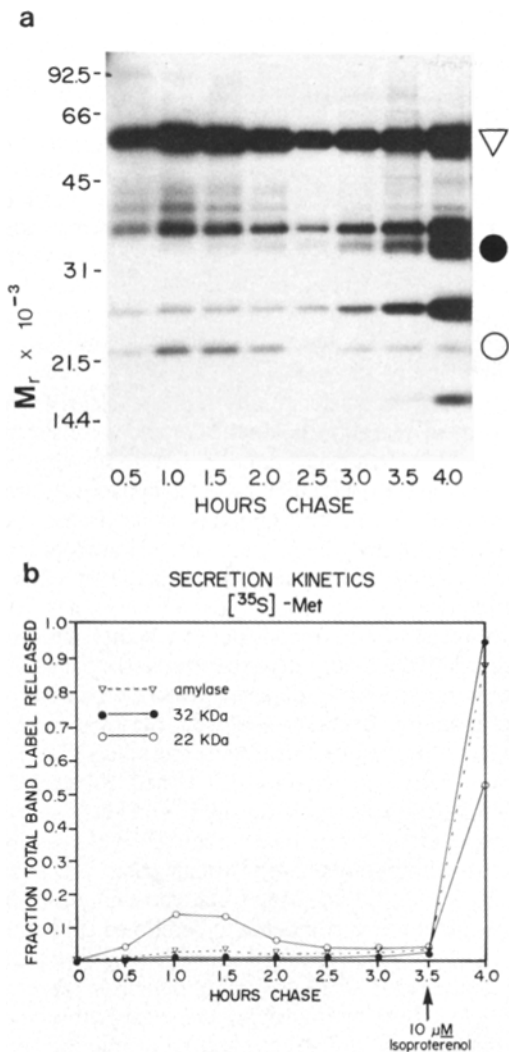 a
92.5
66
45
31
21.5
14.4
Mr x 10⁻³
0.5 1.0 1.5 2.0 2.5 3.0 3.5 4.0
HOURS CHASE
b
SECRETION KINETICS
[³⁵S] -Met
1.0
0.9
0.8
0.7
0.6
0.5
0.4
0.3
0.2
0.1
FRACTION TOTAL BAND LABEL RELEASED
amylase
32 KDa
22 KDa
0 0.5 1.0 1.5 2.0 2.5 3.0 3.5 4.0
HOURS CHASE
10 µM
Isoproterenol